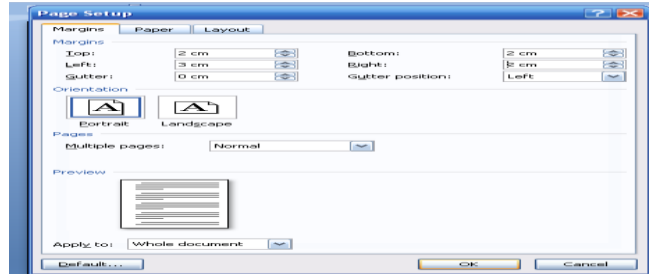 Page Setup
Margins Paper Layout
Margins
Top: 2 cm Bottom: 2 cm
Left: 3 cm Right: 2 cm
Gutter: 0 cm Gutter position: Left
Orientation
Portrait Landscape
Pages
Multiple pages: Normal
Preview
Apply to: Whole document
Default... OK Cancel